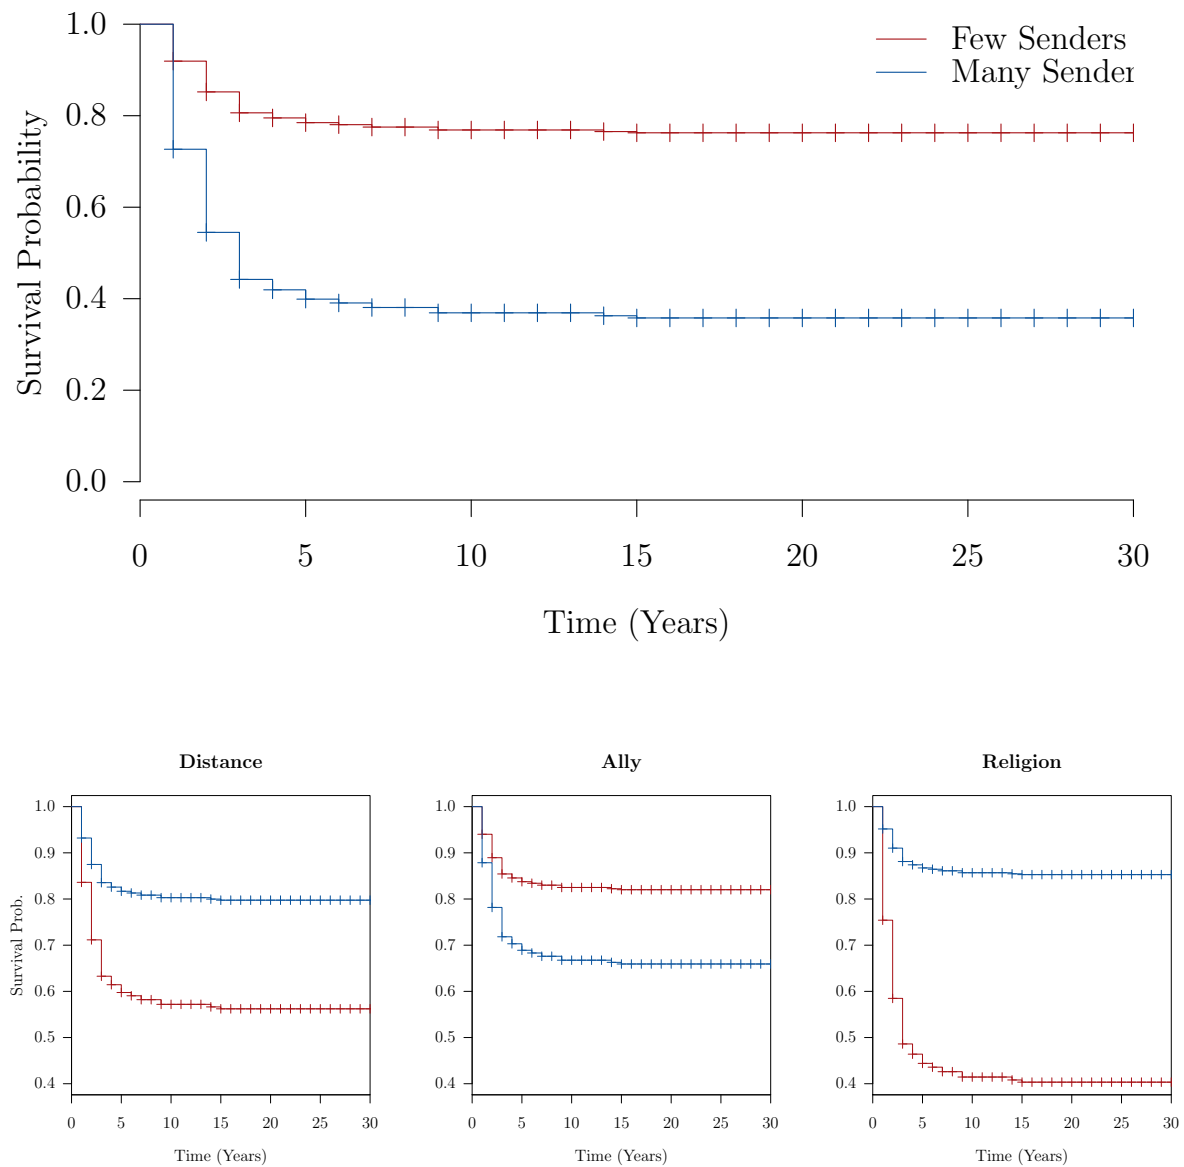 1.0
0.8
0.6
0.4
0.2
0.0
Survival Probability
Few Senders
Many Sender
0 5 10 15 20 25 30
Time (Years)
Distance
1.0
0.9
0.8
0.7
0.6
0.5
0.4
Survival Prob.
0 5 10 15 20 25 30
Time (Years)
Ally
1.0
0.9
0.8
0.7
0.6
0.5
0.4
0 5 10 15 20 25 30
Time (Years)
Religion
1.0
0.9
0.8
0.7
0.6
0.5
0.4
0 5 10 15 20 25 30
Time (Years)